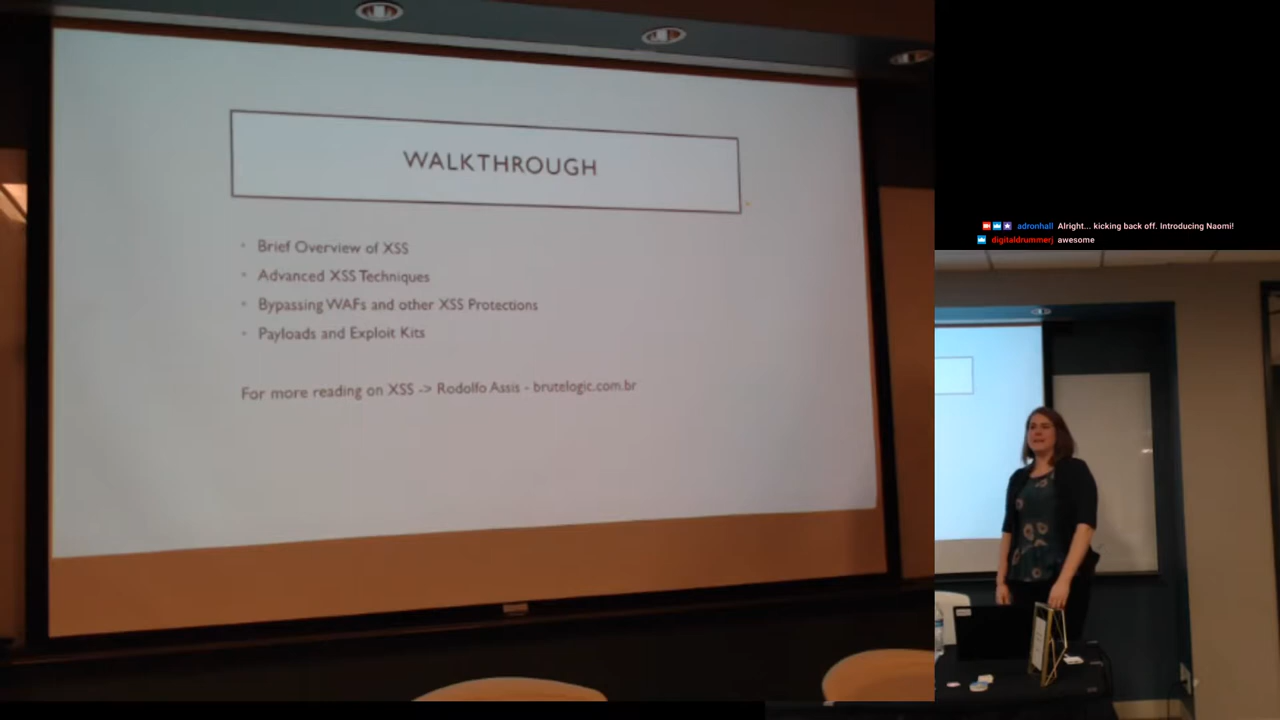 WALKTHROUGH
• Brief Overview of XSS
• Advanced XSS Techniques
• Bypassing WAFs and other XSS Protections
• Payloads and Exploit Kits
For more reading on XSS -> Rodolfo Assis - brutelogic.com.br
adronhall Alright... kicking back off. Introducing Naomi!
digitaldrummerj awesome